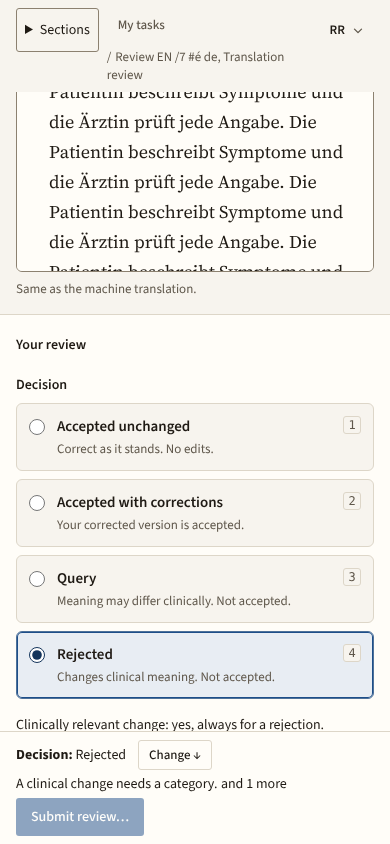 ▶ Sections
My tasks
RR
/ Review EN /7 #é de, Translation
review
Patientin beschreibt Symptome und
die Ärztin prüft jede Angabe. Die
Patientin beschreibt Symptome und
die Ärztin prüft jede Angabe. Die
Patientin beschreibt Symptome und
die Ärztin prüft jede Angabe. Die
Patientin beschreibt Symptome und
Same as the machine translation.
Your review
Decision
Accepted unchanged 1
Correct as it stands. No edits.
Accepted with corrections 2
Your corrected version is accepted.
Query 3
Meaning may differ clinically. Not accepted.
Rejected 4
Changes clinical meaning. Not accepted.
Clinically relevant change: yes, always for a rejection.
Decision: Rejected Change ↓
A clinical change needs a category. and 1 more
Submit review…